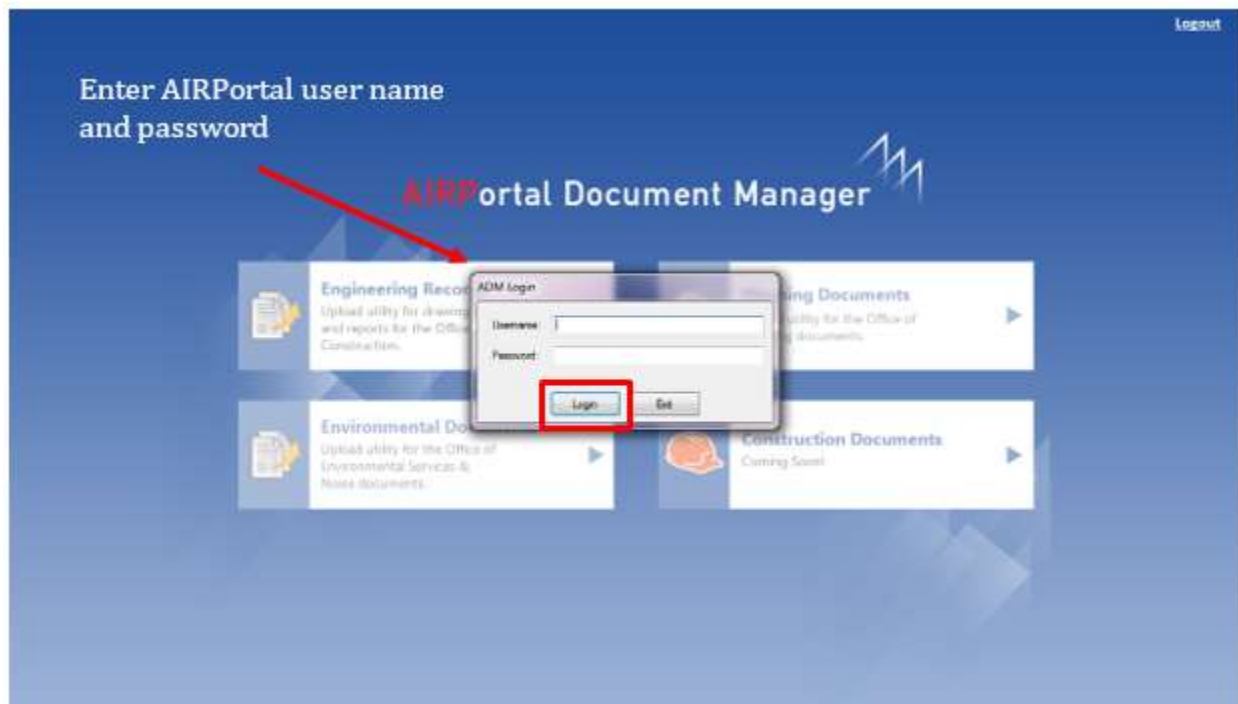 Logout
Enter AIRPortal user name
and password
AIRPortal Document Manager
Engineering Recor
Upload utility for drawing
and reports for the Office
Construction.
ADM Login
Username
Password
Login
Exit
ing Documents
utility for the Office of
documents.
Environmental Do
Upload utility for the Office of
Environmental Services &
Noise documents.
Construction Documents
Coming Soon!